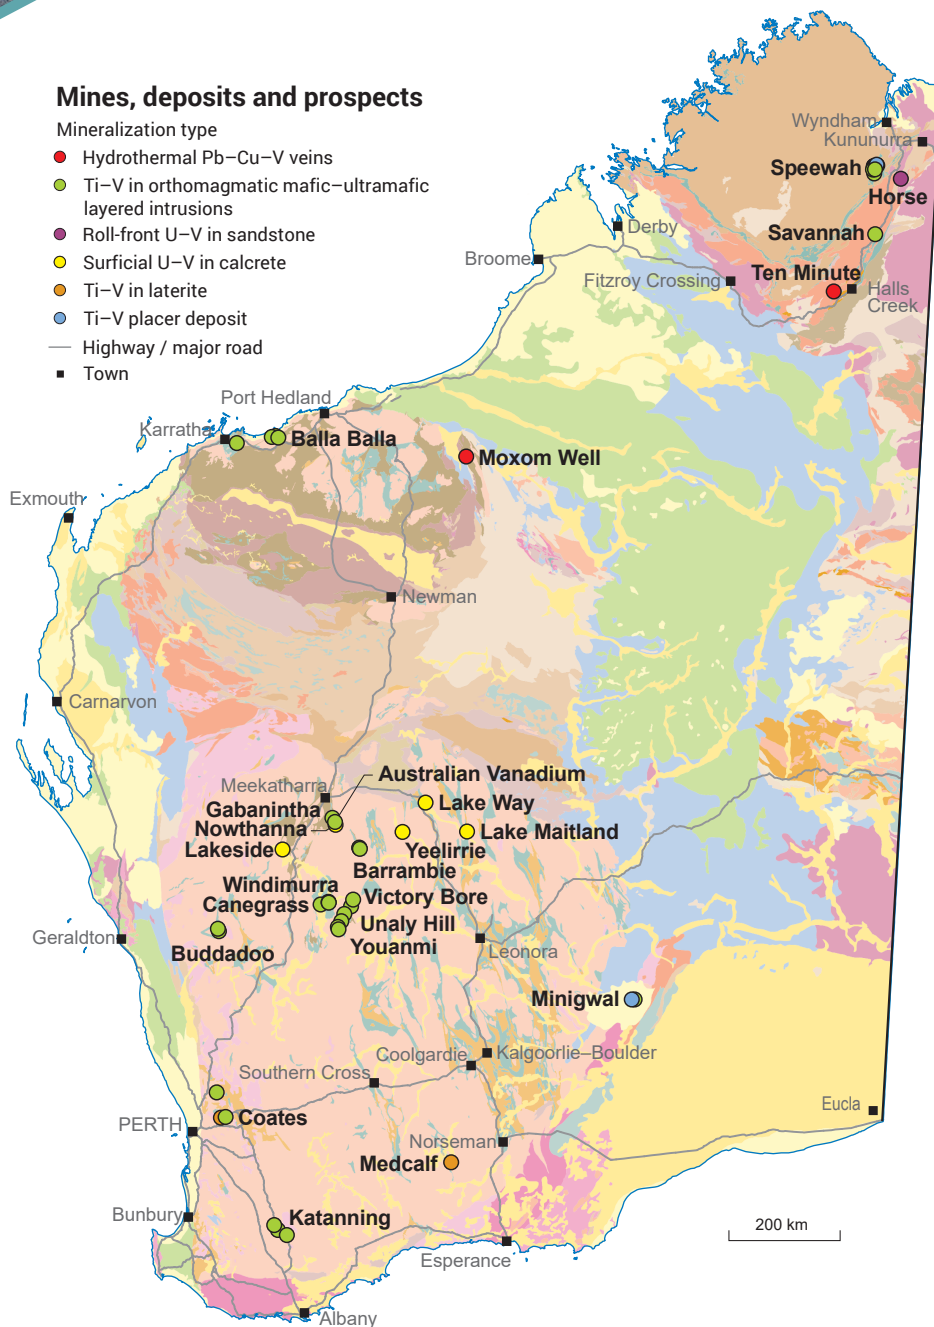 Mines, deposits and prospects
Mineralization type
Hydrothermal Pb–Cu–V veins
Ti–V in orthomagmatic mafic–ultramafic
layered intrusions
Roll-front U–V in sandstone
Surficial U–V in calcrete
Ti–V in laterite
Ti–V placer deposit
Highway / major road
Town
Wyndham
Kununurra
Speewah
Horse
Savannah
Derby
Broome
Fitzroy Crossing
Ten Minute
Halls
Creek
Port Hedland
Karratha
Balla Balla
Moxom Well
Exmouth
Newman
Carnarvon
Australian Vanadium
Meekatharra
Gabanintha
Nowthanna
Lakeside
Lake Way
Lake Maitland
Yeelirrie
Barrambie
Windimurra
Canegrass
Victory Bore
Unaly Hill
Youanmi
Buddadoo
Geraldton
Leonora
Minigwal
Coolgardie
Kalgoorlie–Boulder
Southern Cross
Eucla
Coates
PERTH
Norseman
Medcalf
Bunbury
Katanning
200 km
Esperance
Albany